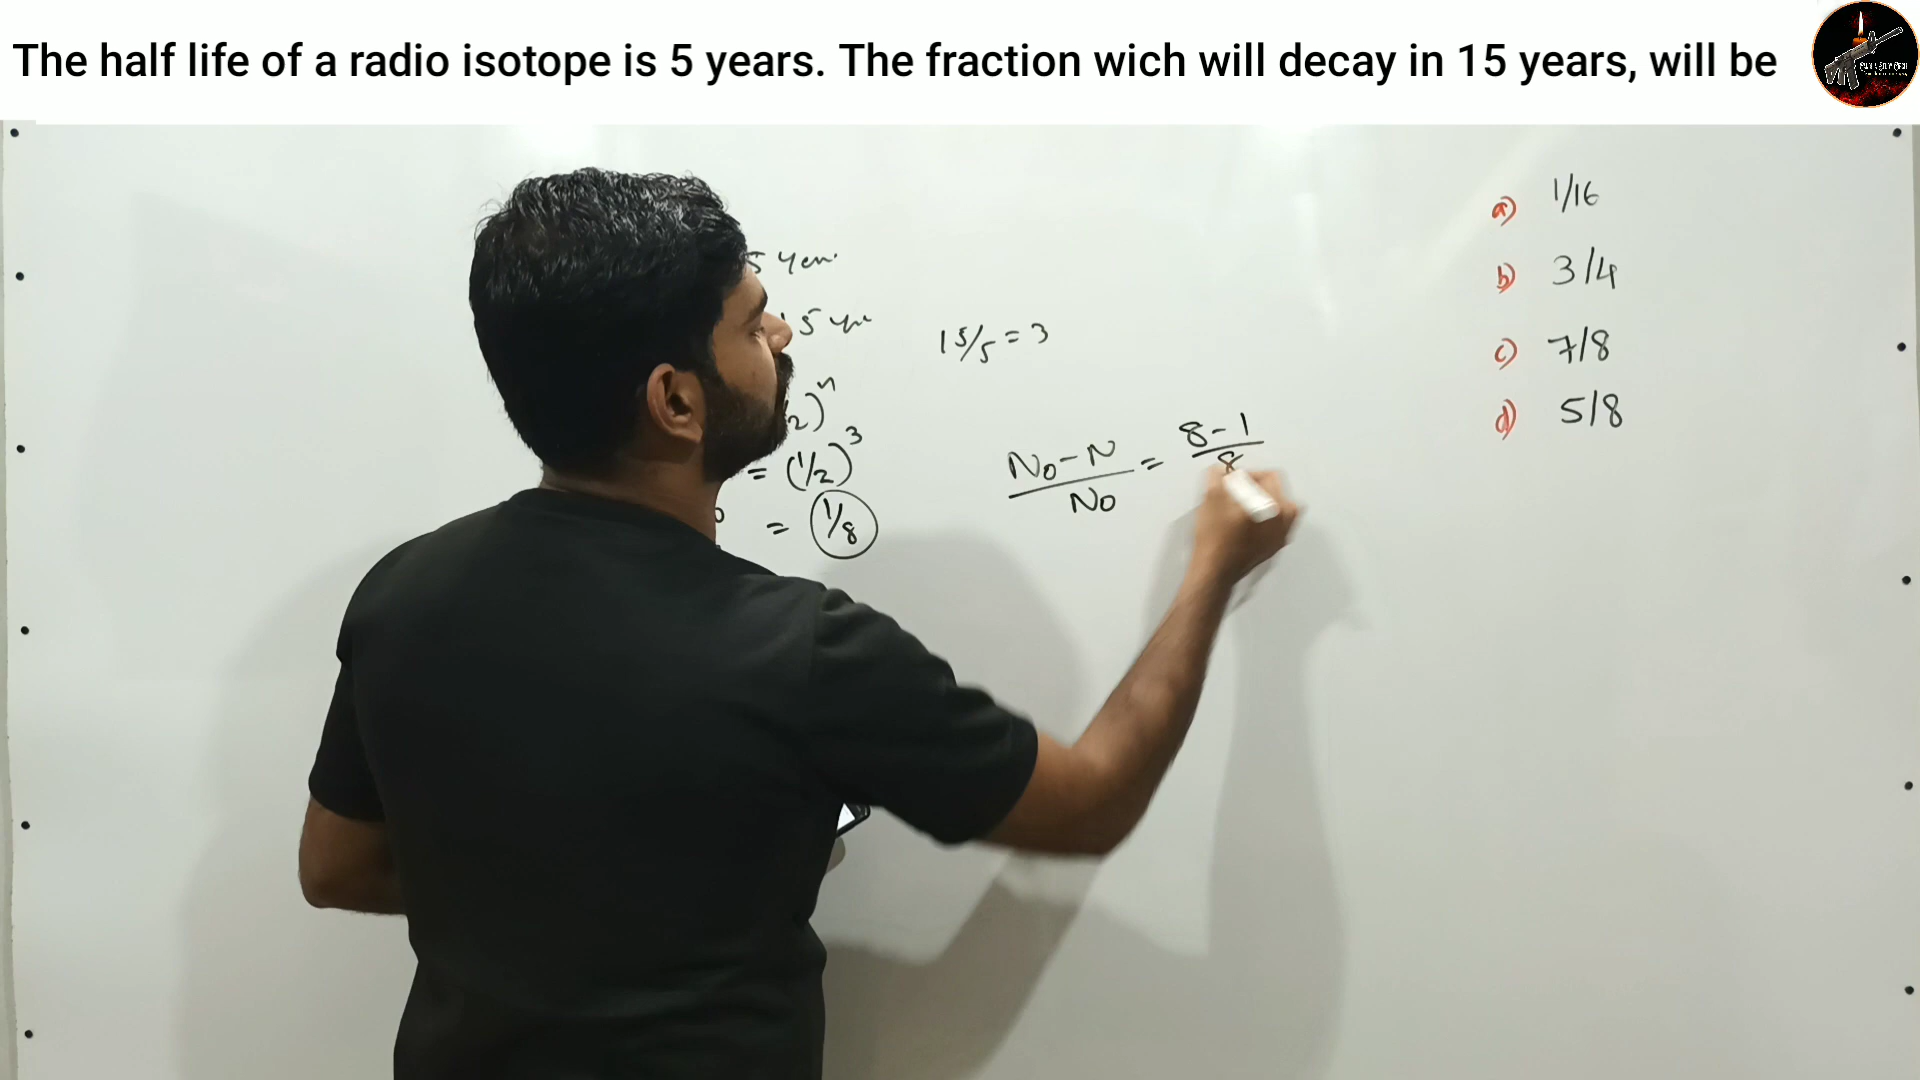 The half life of a radio isotope is 5 years. The fraction wich will decay in 15 years, will be
5 Year
15 yr
15/5 = 3
2)^n
= (1/2)^3
= 1/8
No - N / No = 8 - 1 / 8
a) 1/16
b) 3/4
c) 7/8
d) 5/8